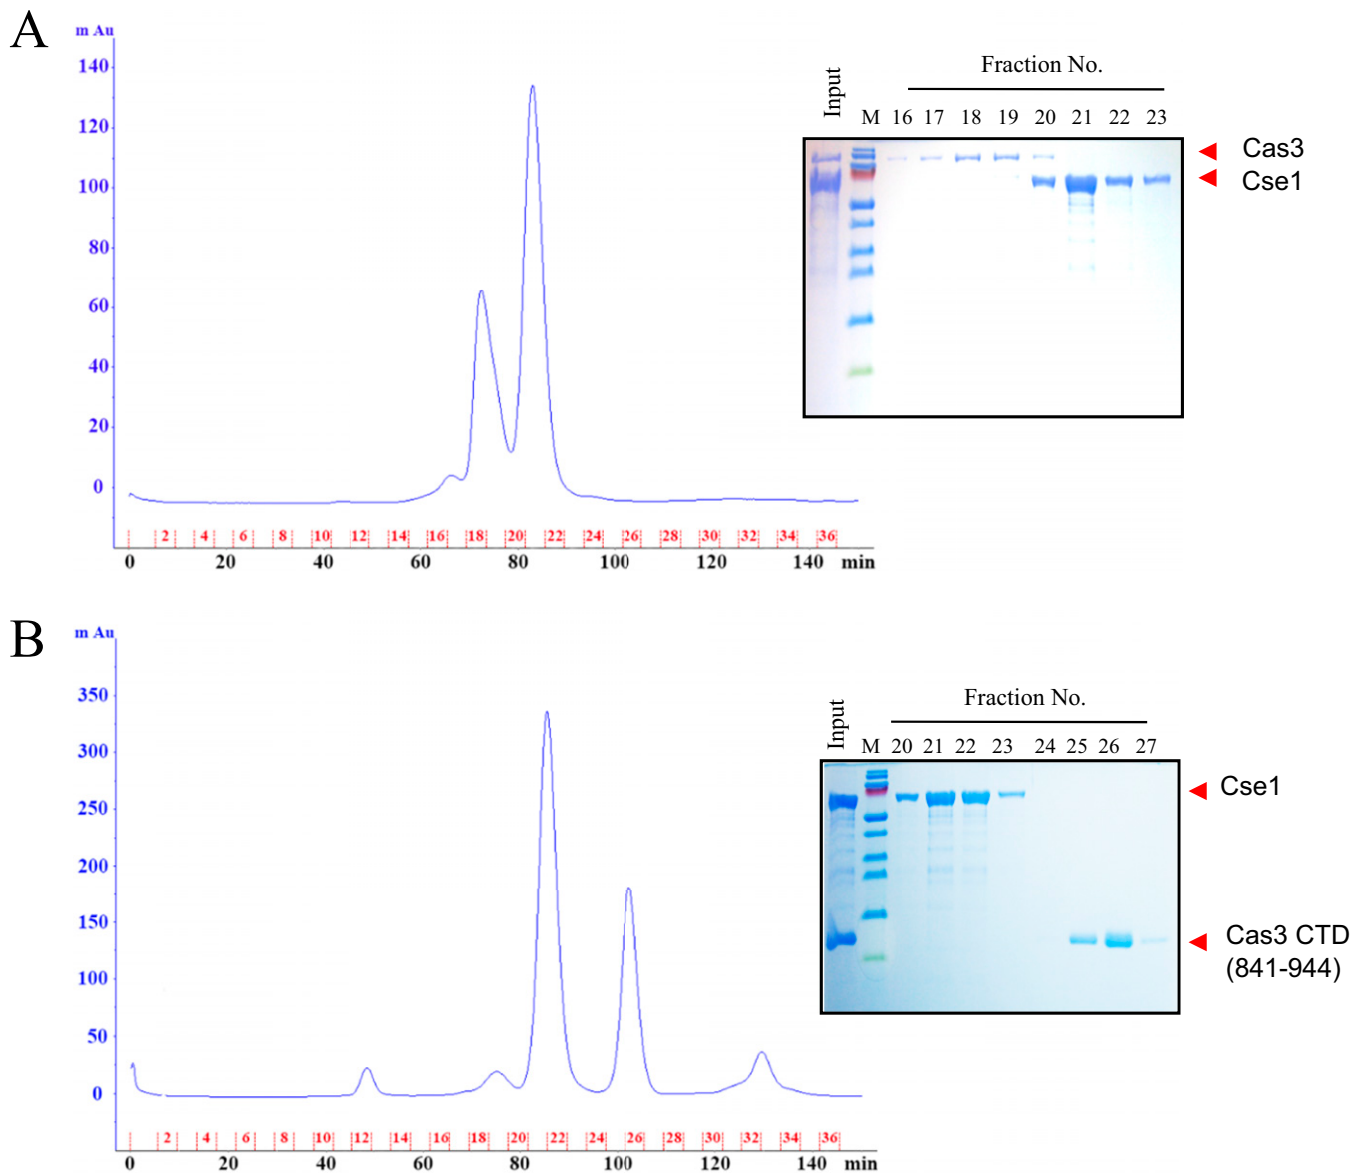 A
m Au
140
120
100
80
60
40
20
0
2 4 6 8 10 12 14 16 18 20 22 24 26 28 30 32 34 36
0 20 40 60 80 100 120 140 min
Fraction No.
Input M 16 17 18 19 20 21 22 23
Cas3
Cse1
B
m Au
350
300
250
200
150
100
50
0
2 4 6 8 10 12 14 16 18 20 22 24 26 28 30 32 34 36
0 20 40 60 80 100 120 140 min
Fraction No.
Input M 20 21 22 23 24 25 26 27
Cse1
Cas3 CTD
(841-944)